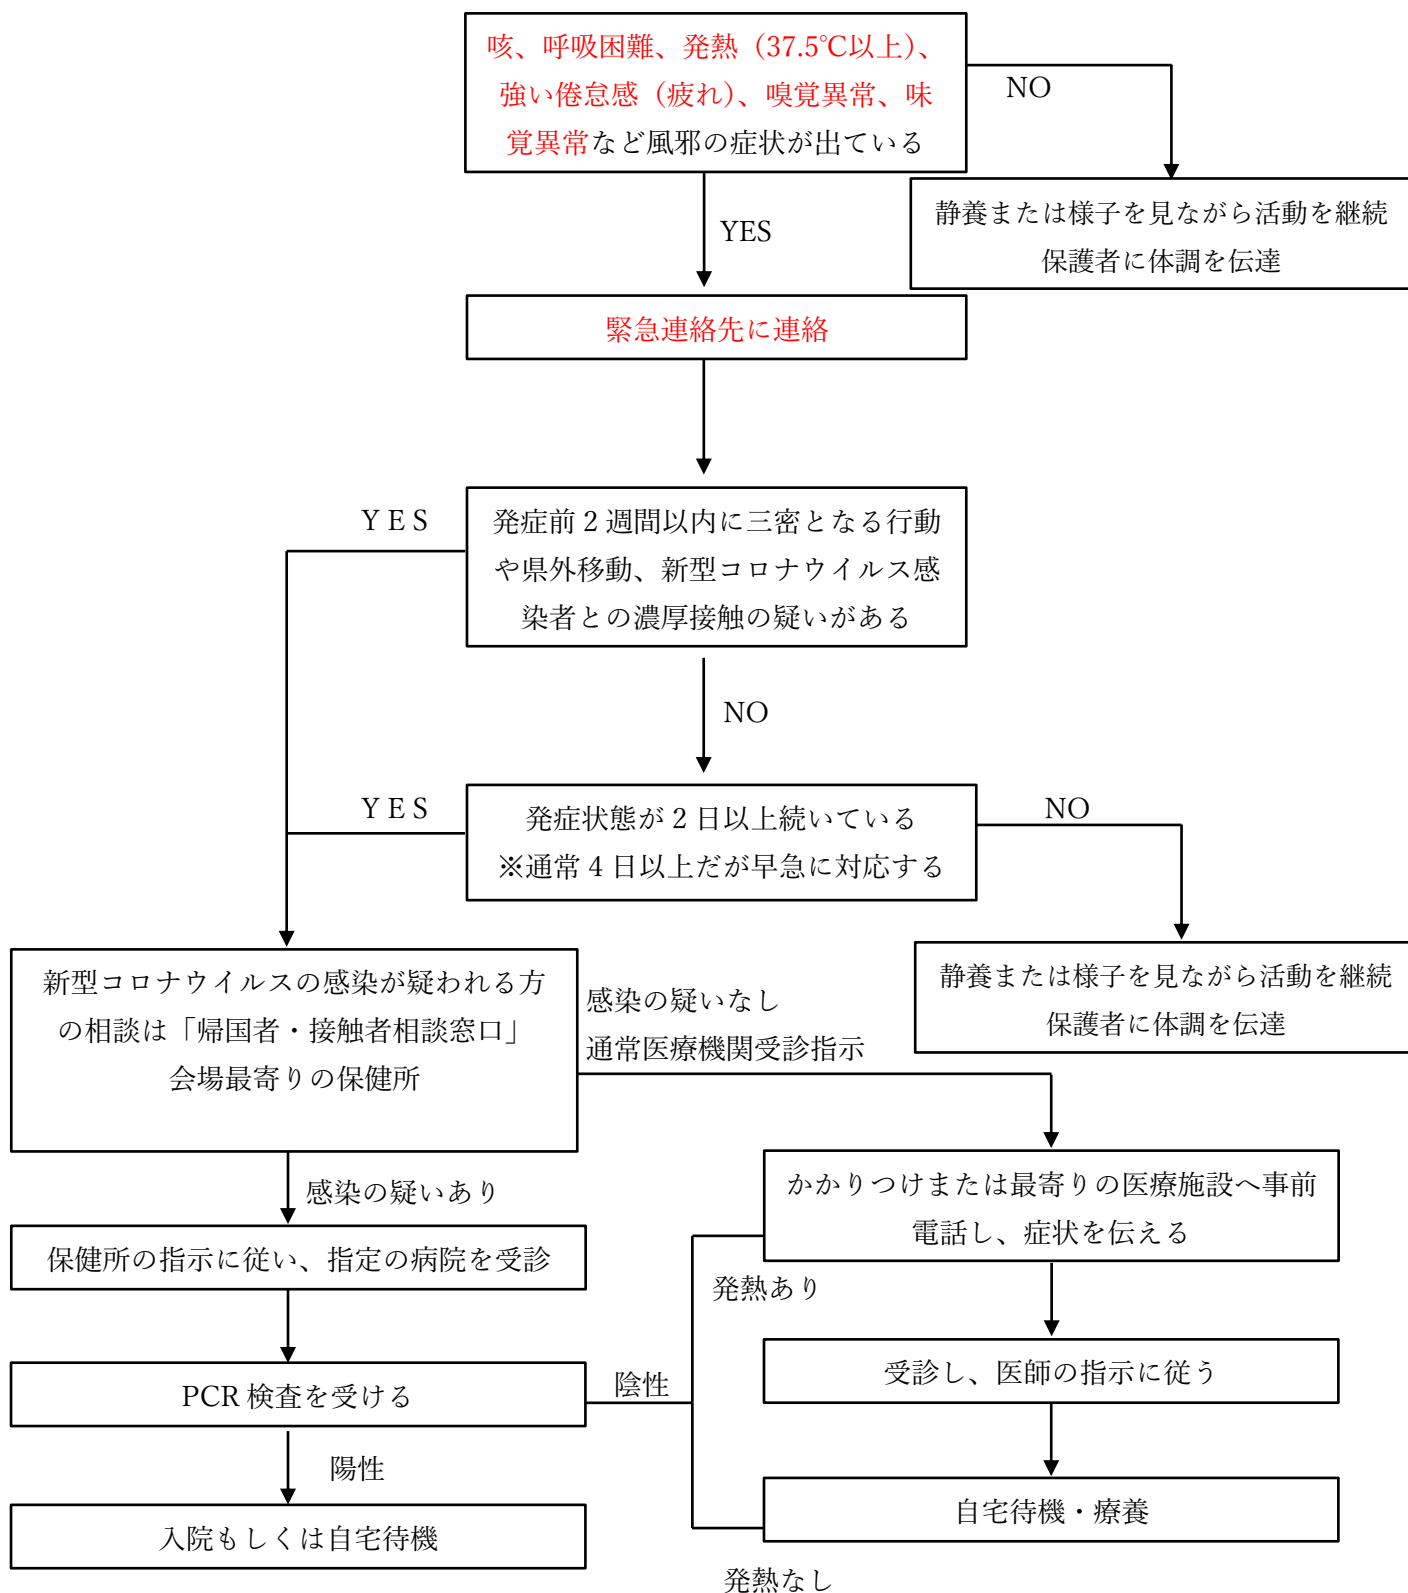 咳、呼吸困難、発熱（37.5℃以上）、
強い倦怠感（疲れ）、嗅覚異常、味
覚異常など風邪の症状が出ている
NO
静養または様子を見ながら活動を継続
保護者に体調を伝達
YES
緊急連絡先に連絡
YES
発症前２週間以内に三密となる行動
や県外移動、新型コロナウイルス感
染者との濃厚接触の疑いがある
NO
YES
発症状態が２日以上続いている
※通常４日以上だが早急に対応する
NO
静養または様子を見ながら活動を継続
保護者に体調を伝達
新型コロナウイルスの感染が疑われる方
の相談は「帰国者・接触者相談窓口」
会場最寄りの保健所
感染の疑いなし
通常医療機関受診指示
感染の疑いあり
かかりつけまたは最寄りの医療施設へ事前
電話し、症状を伝える
保健所の指示に従い、指定の病院を受診
発熱あり
受診し、医師の指示に従う
PCR 検査を受ける
陰性
陽性
自宅待機・療養
入院もしくは自宅待機
発熱なし